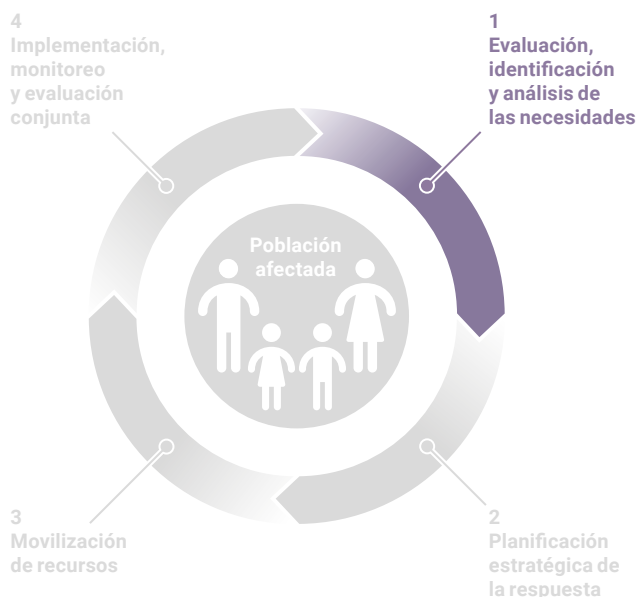 4
Implementación,
monitoreo
y evaluación
conjunta
1
Evaluación,
identificación
y análisis de
las necesidades
Población
afectada
3
Movilización
de recursos
2
Planificación
estratégica de
la respuesta